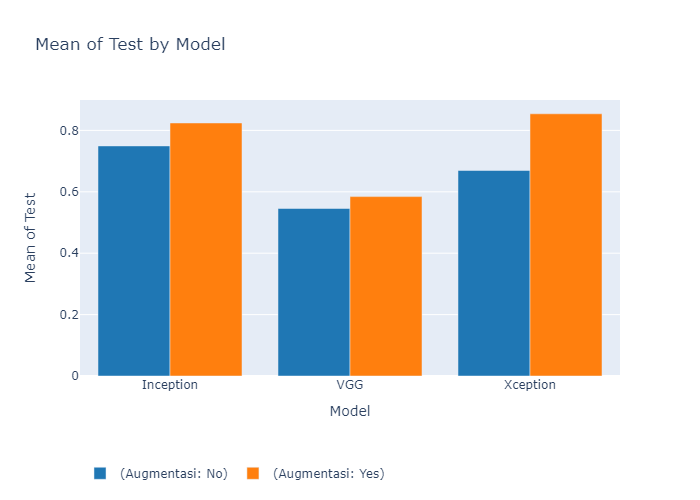 Mean of Test by Model
Mean of Test
0.8
0.6
0.4
0.2
0
Inception VGG Xception
Model
(Augmentasi: No) (Augmentasi: Yes)